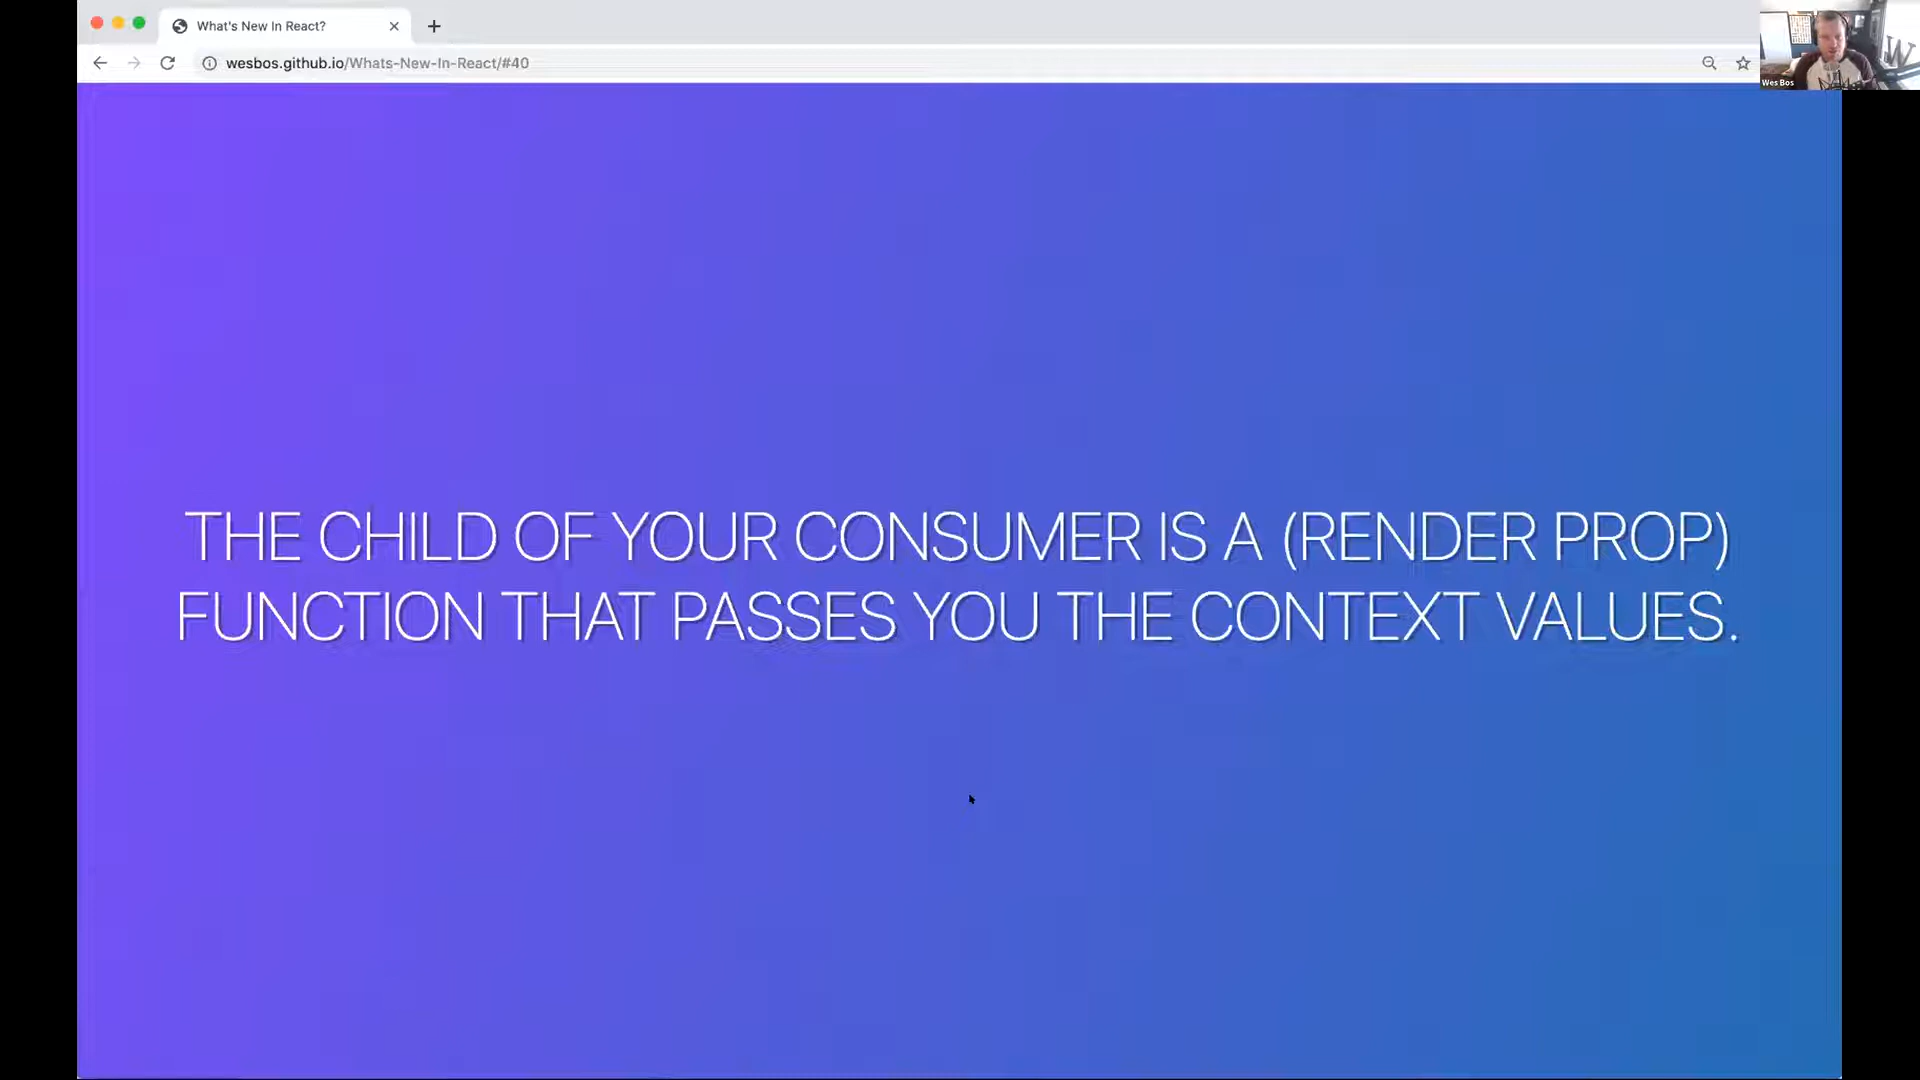 What's New In React?
wesbos.github.io/Whats-New-In-React/#40
Wes Bos
THE CHILD OF YOUR CONSUMER IS A (RENDER PROP)
FUNCTION THAT PASSES YOU THE CONTEXT VALUES.